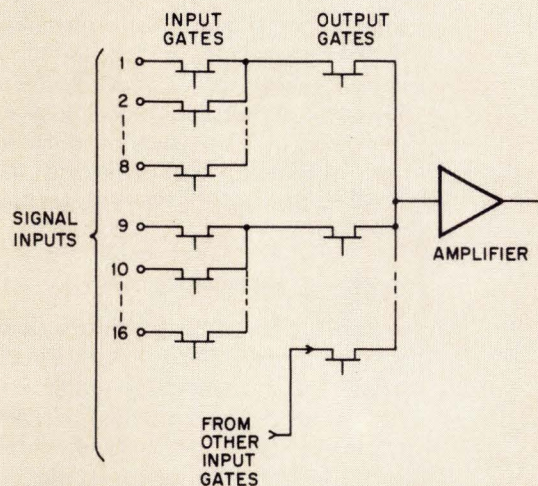 INPUT
GATES
OUTPUT
GATES
1
2
8
SIGNAL
INPUTS
9
10
16
AMPLIFIER
FROM
OTHER
INPUT
GATES